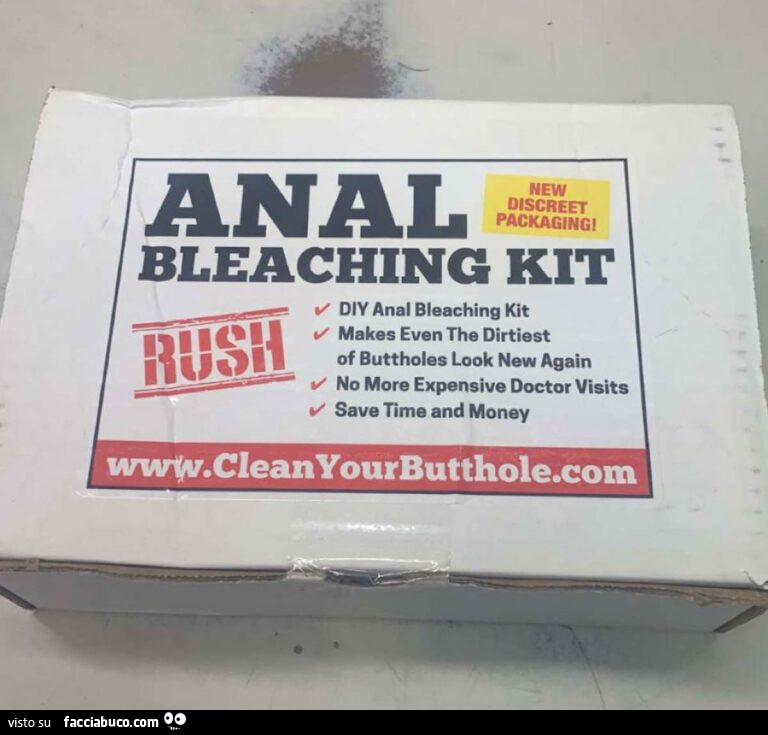 ANAL
NEW
DISCREET
PACKAGING!
BLEACHING KIT
RUSH
✓ DIY Anal Bleaching Kit
✓ Makes Even The Dirtiest
of Buttholes Look New Again
✓ No More Expensive Doctor Visits
✓ Save Time and Money
www.CleanYourButthole.com
visto su facciabuco.com